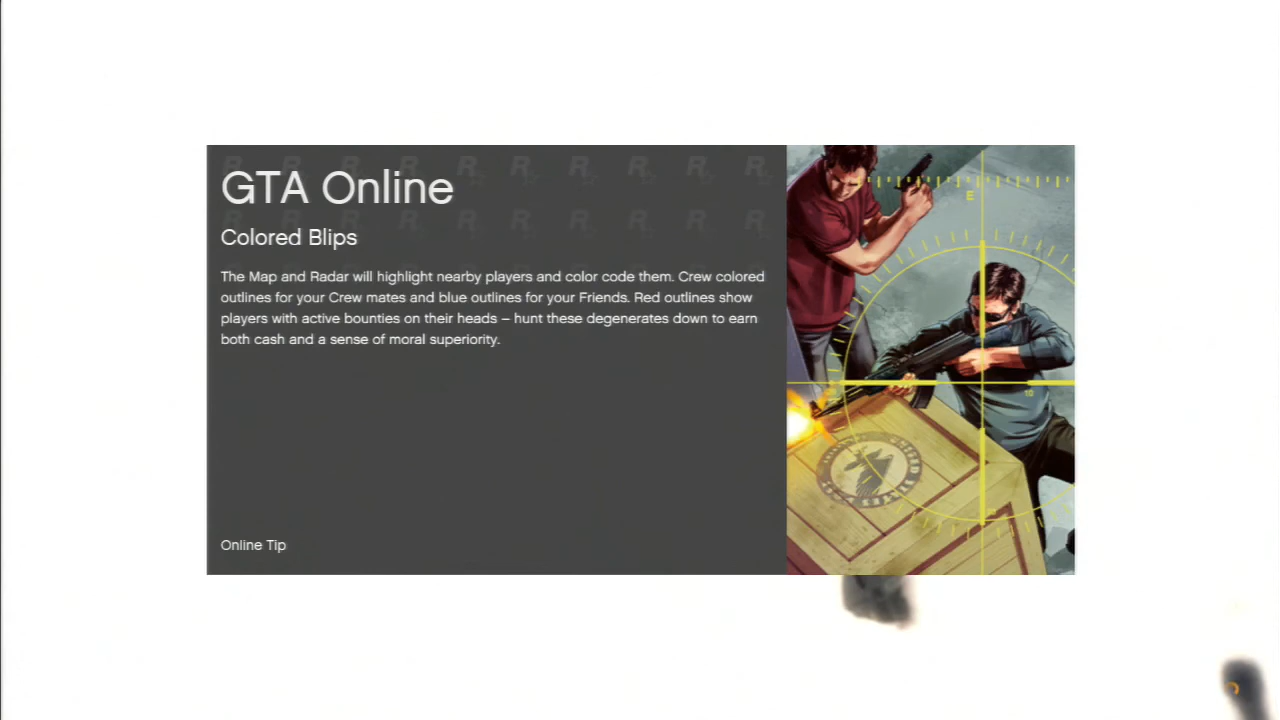 GTA Online
Colored Blips
The Map and Radar will highlight nearby players and color code them. Crew colored
outlines for your Crew mates and blue outlines for your Friends. Red outlines show
players with active bounties on their heads – hunt these degenerates down to earn
both cash and a sense of moral superiority.
Online Tip
10